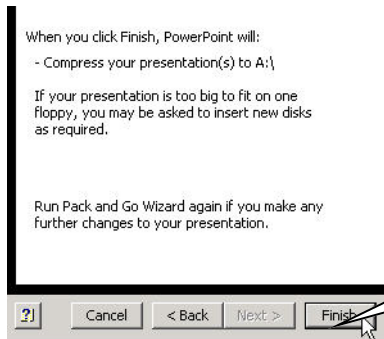 When you click Finish, PowerPoint will:
- Compress your presentation(s) to A:\
If your presentation is too big to fit on one
floppy, you may be asked to insert new disks
as required.
Run Pack and Go Wizard again if you make any
further changes to your presentation.
? Cancel < Back Next > Finish